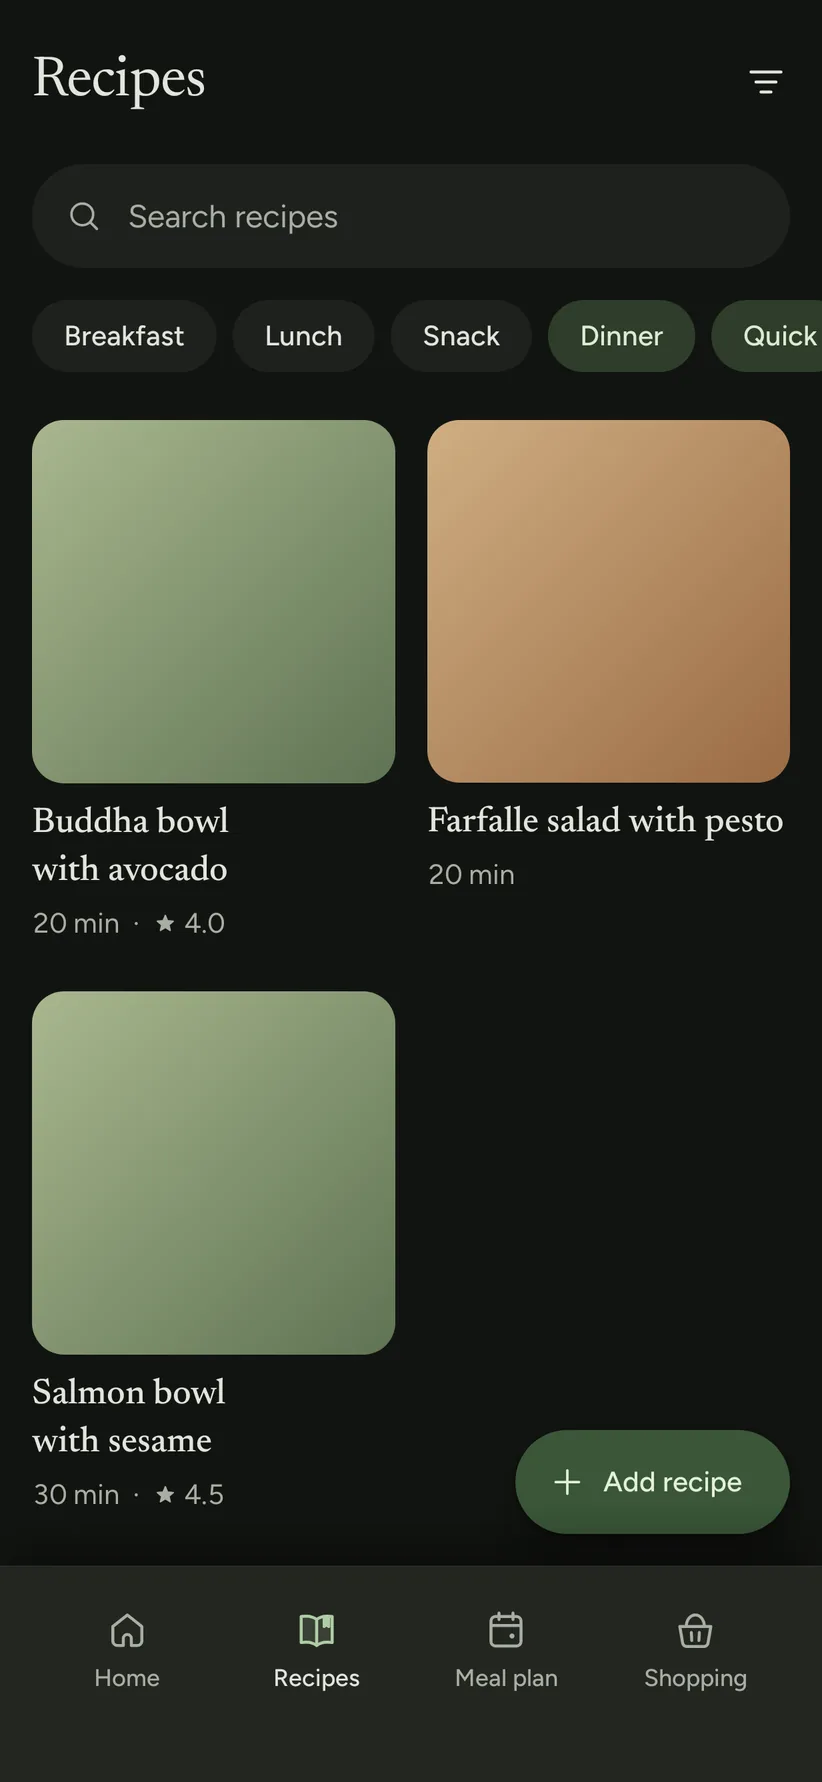 Recipes
Search recipes
Breakfast
Lunch
Snack
Dinner
Quick
Buddha bowl
with avocado
20 min · ★ 4.0
Farfalle salad with pesto
20 min
Salmon bowl
with sesame
30 min · ★ 4.5
+ Add recipe
Home
Recipes
Meal plan
Shopping